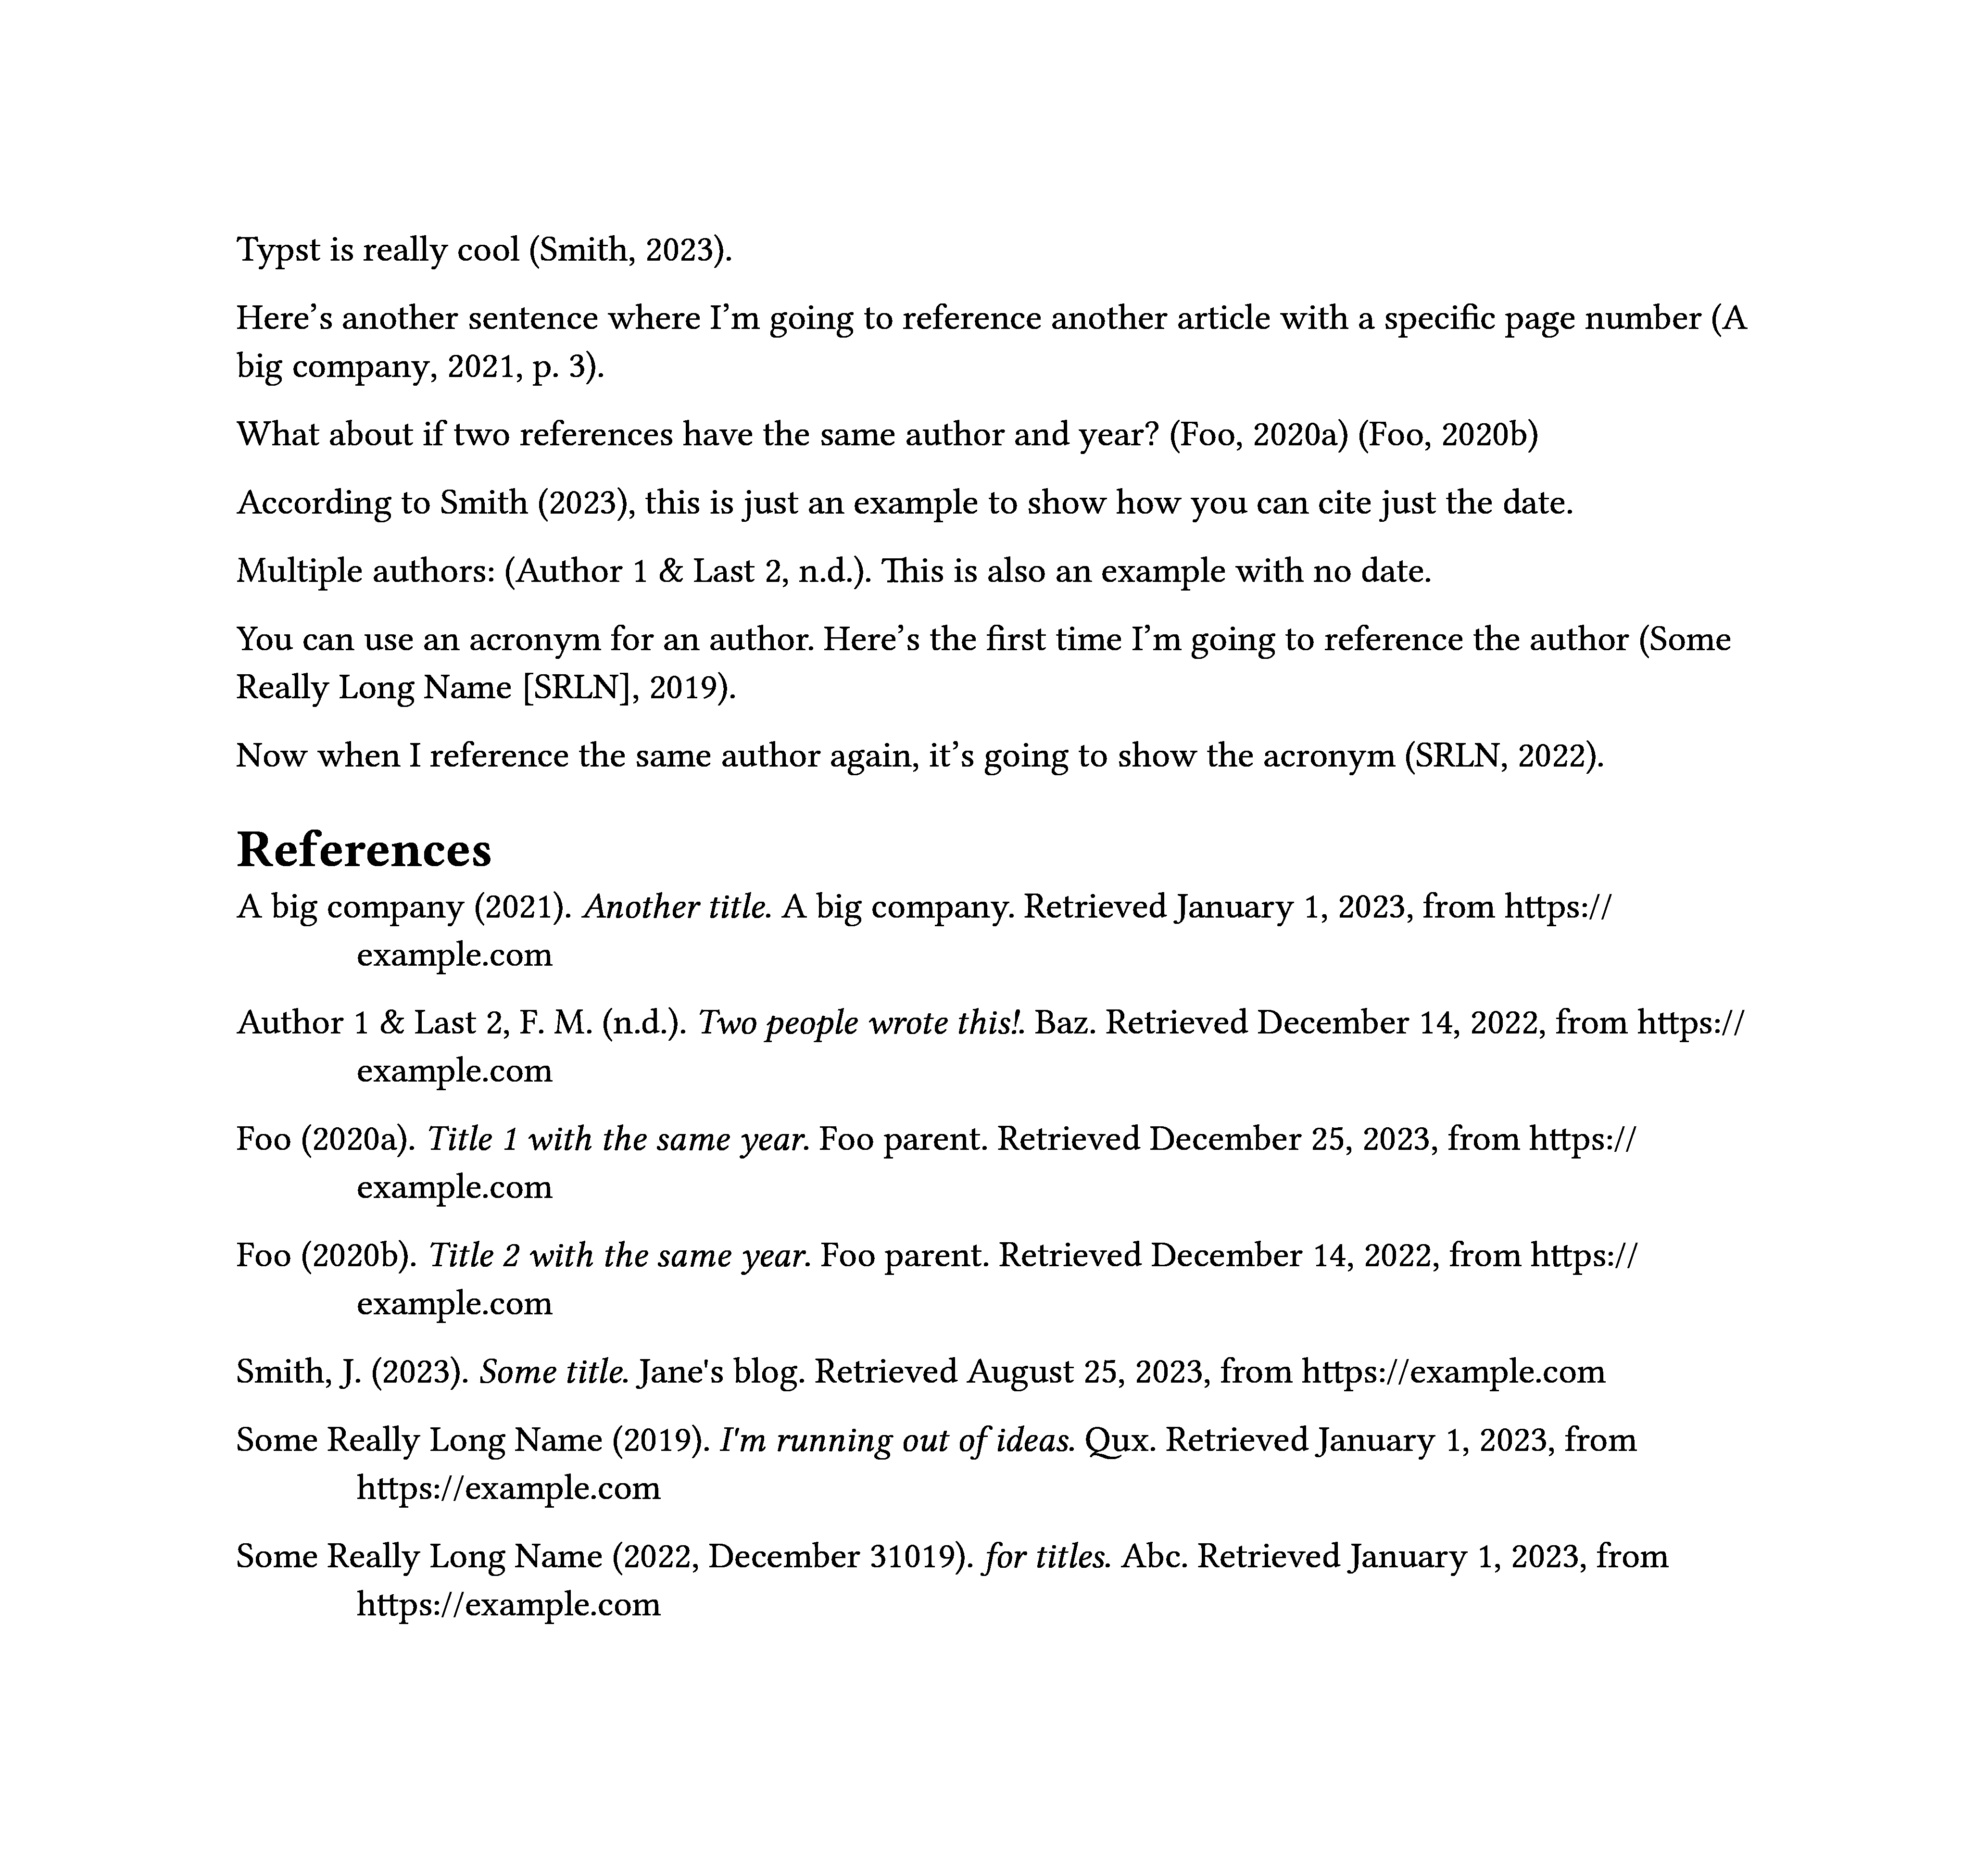 Typst is really cool (Smith, 2023).
Here’s another sentence where I’m going to reference another article with a specific page number (A
big company, 2021, p. 3).
What about if two references have the same author and year? (Foo, 2020a) (Foo, 2020b)
According to Smith (2023), this is just an example to show how you can cite just the date.
Multiple authors: (Author 1 & Last 2, n.d.). This is also an example with no date.
You can use an acronym for an author. Here’s the first time I’m going to reference the author (Some
Really Long Name [SRLN], 2019).
Now when I reference the same author again, it’s going to show the acronym (SRLN, 2022).
References
A big company (2021). Another title. A big company. Retrieved January 1, 2023, from https://
example.com
Author 1 & Last 2, F. M. (n.d.). Two people wrote this!. Baz. Retrieved December 14, 2022, from https://
example.com
Foo (2020a). Title 1 with the same year. Foo parent. Retrieved December 25, 2023, from https://
example.com
Foo (2020b). Title 2 with the same year. Foo parent. Retrieved December 14, 2022, from https://
example.com
Smith, J. (2023). Some title. Jane's blog. Retrieved August 25, 2023, from https://example.com
Some Really Long Name (2019). I'm running out of ideas. Qux. Retrieved January 1, 2023, from
https://example.com
Some Really Long Name (2022, December 31019). for titles. Abc. Retrieved January 1, 2023, from
https://example.com